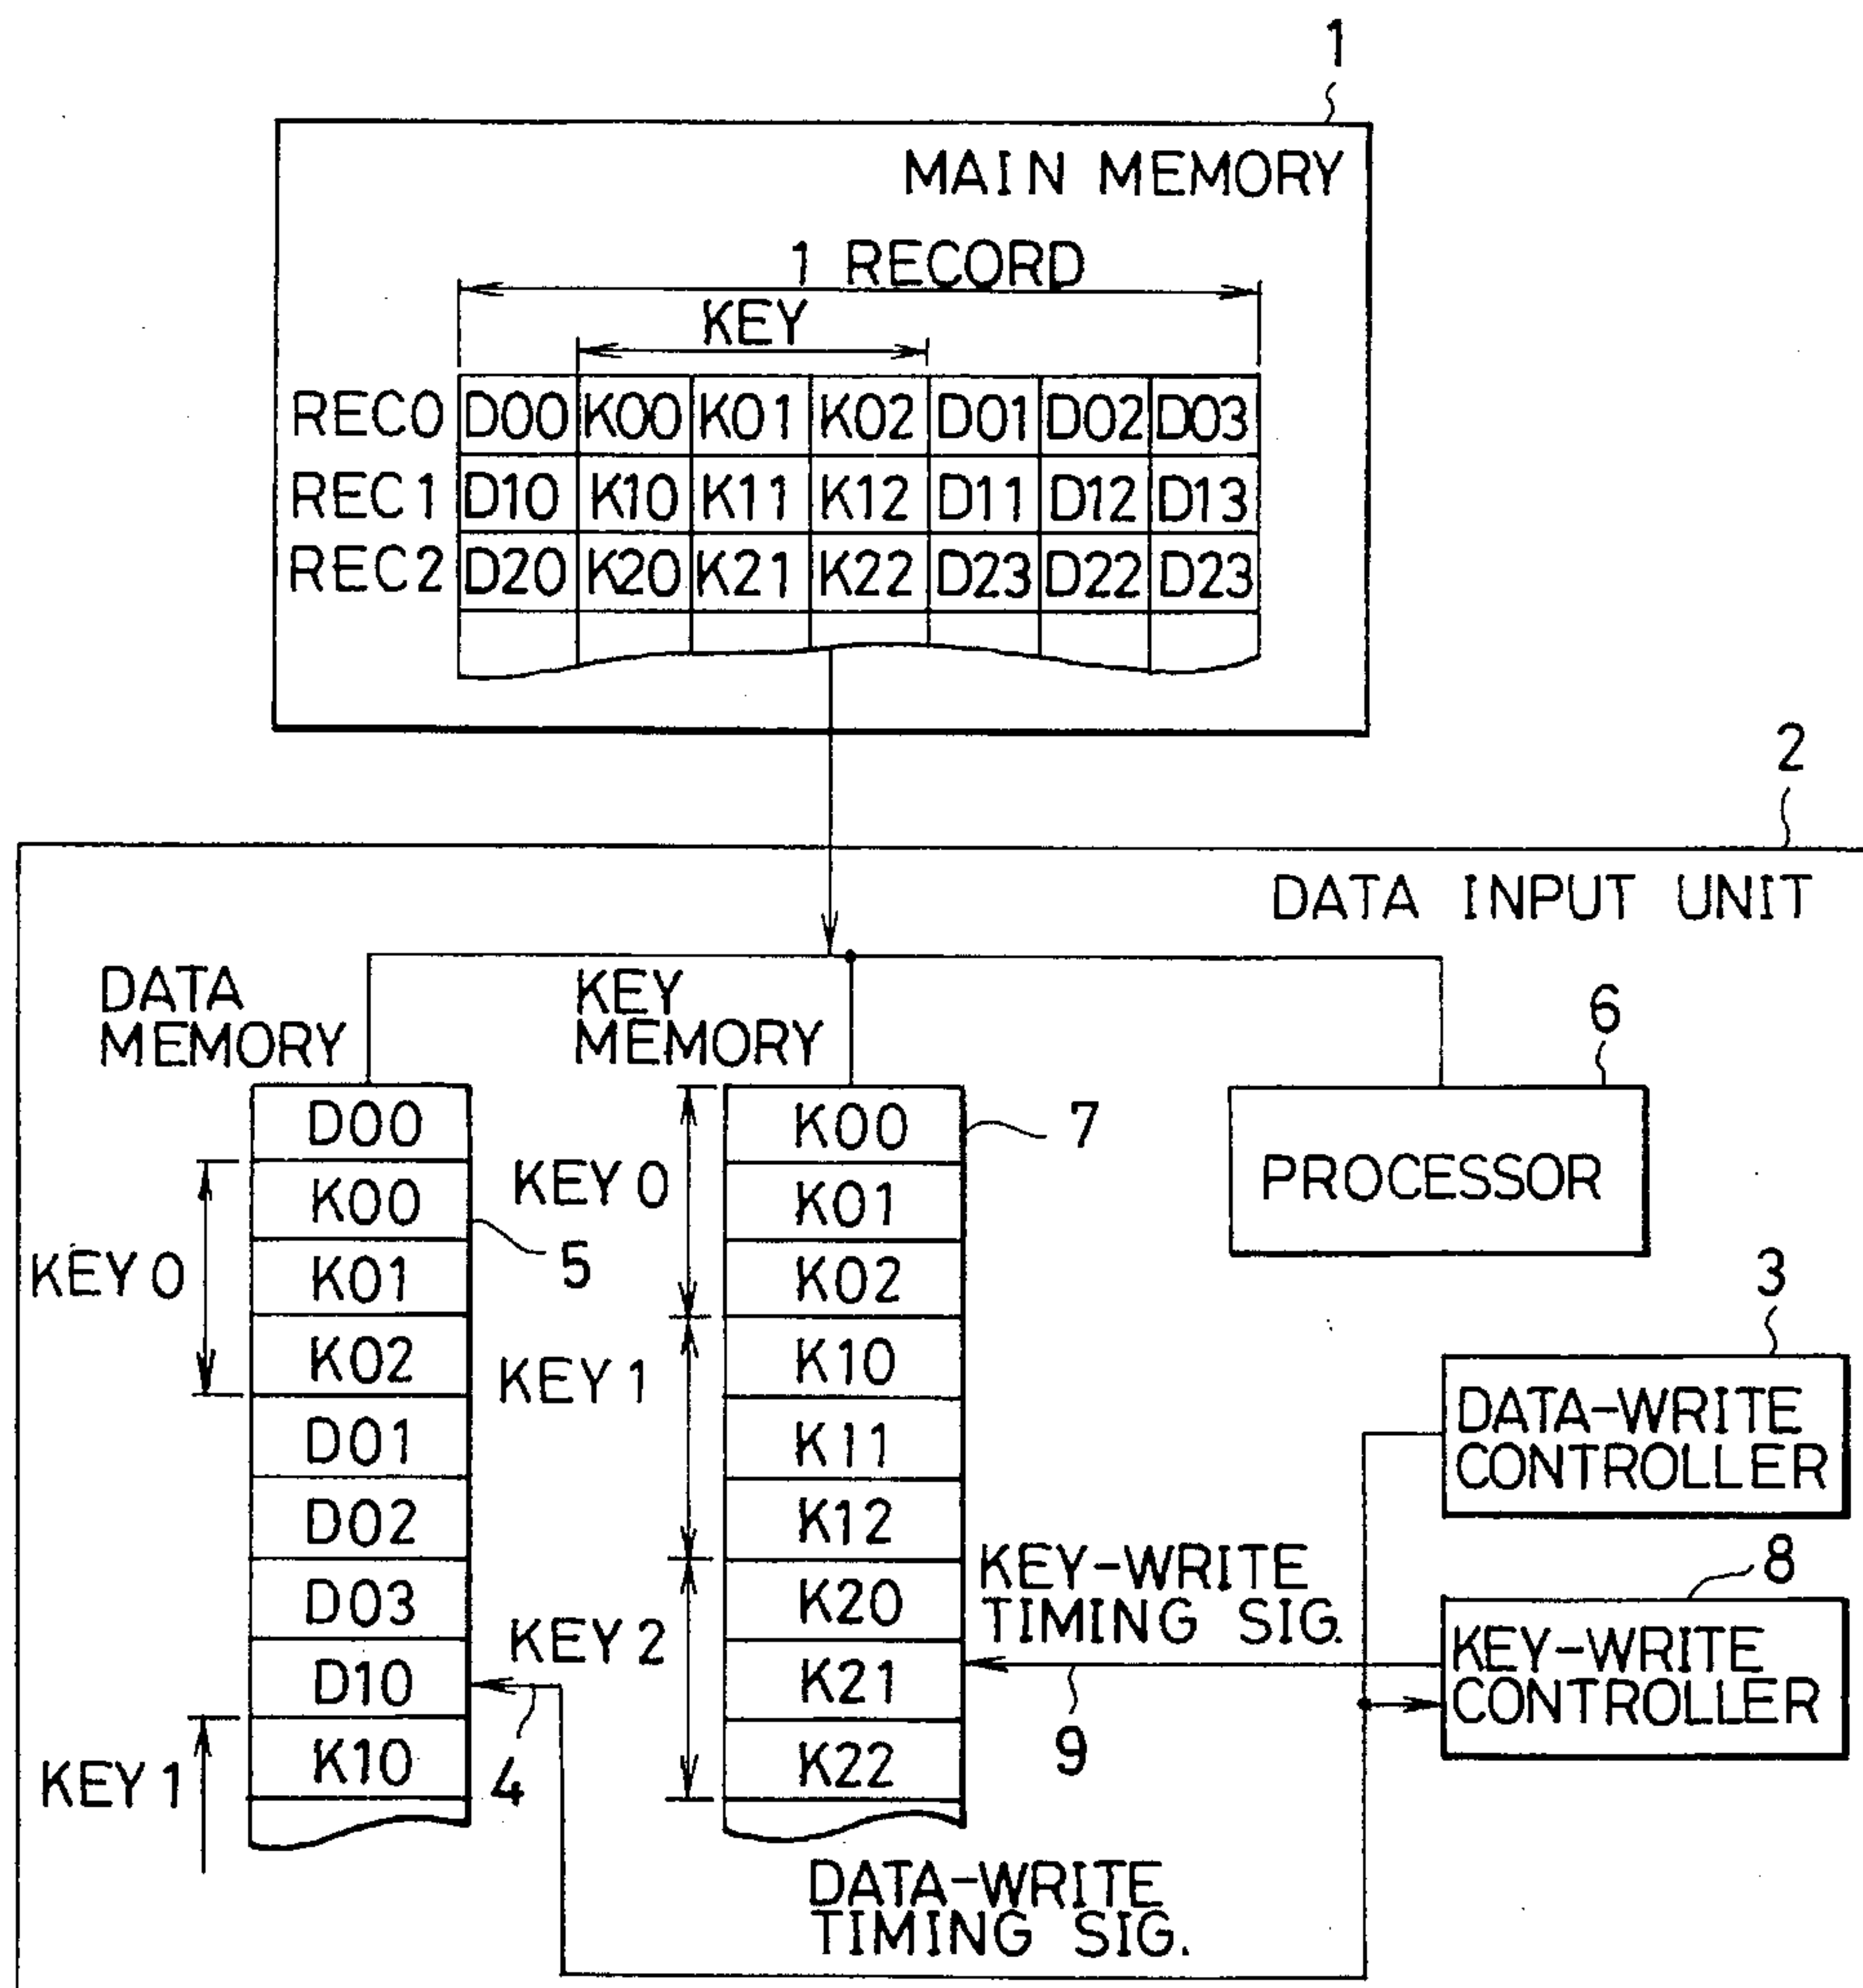 1
MAIN MEMORY
1 RECORD
KEY
REC0 D00 K00 K01 K02 D01 D02 D03
REC1 D10 K10 K11 K12 D11 D12 D13
REC2 D20 K20 K21 K22 D23 D22 D23
2
DATA INPUT UNIT
DATA
MEMORY
KEY
MEMORY
6
PROCESSOR
D00
K00
K01
K02
D01
D02
D03
D10
K10
KEY 0
KEY 1
5
4
K00
K01
K02
K10
K11
K12
K20
K21
K22
KEY 0
KEY 1
KEY 2
7
3
DATA-WRITE
CONTROLLER
KEY-WRITE
TIMING SIG.
9
8
KEY-WRITE
CONTROLLER
DATA-WRITE
TIMING SIG.